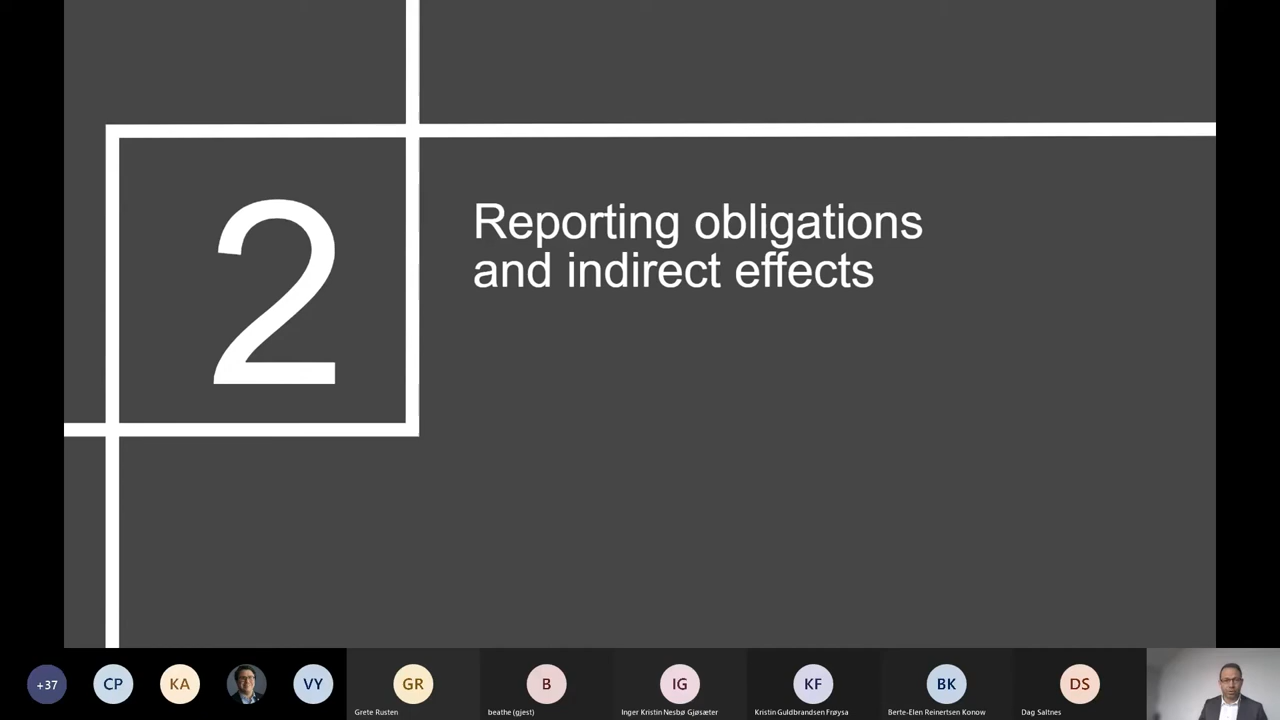 2
Reporting obligations
and indirect effects
+37
CP
KA
VY
GR
Grete Rusten
B
beathe (gjest)
IG
Inger Kristin Nesbø Gjøsæter
KF
Kristin Guldbrandsen Frøysa
BK
Berte-Elen Reinertsen Konow
DS
Dag Saltnes